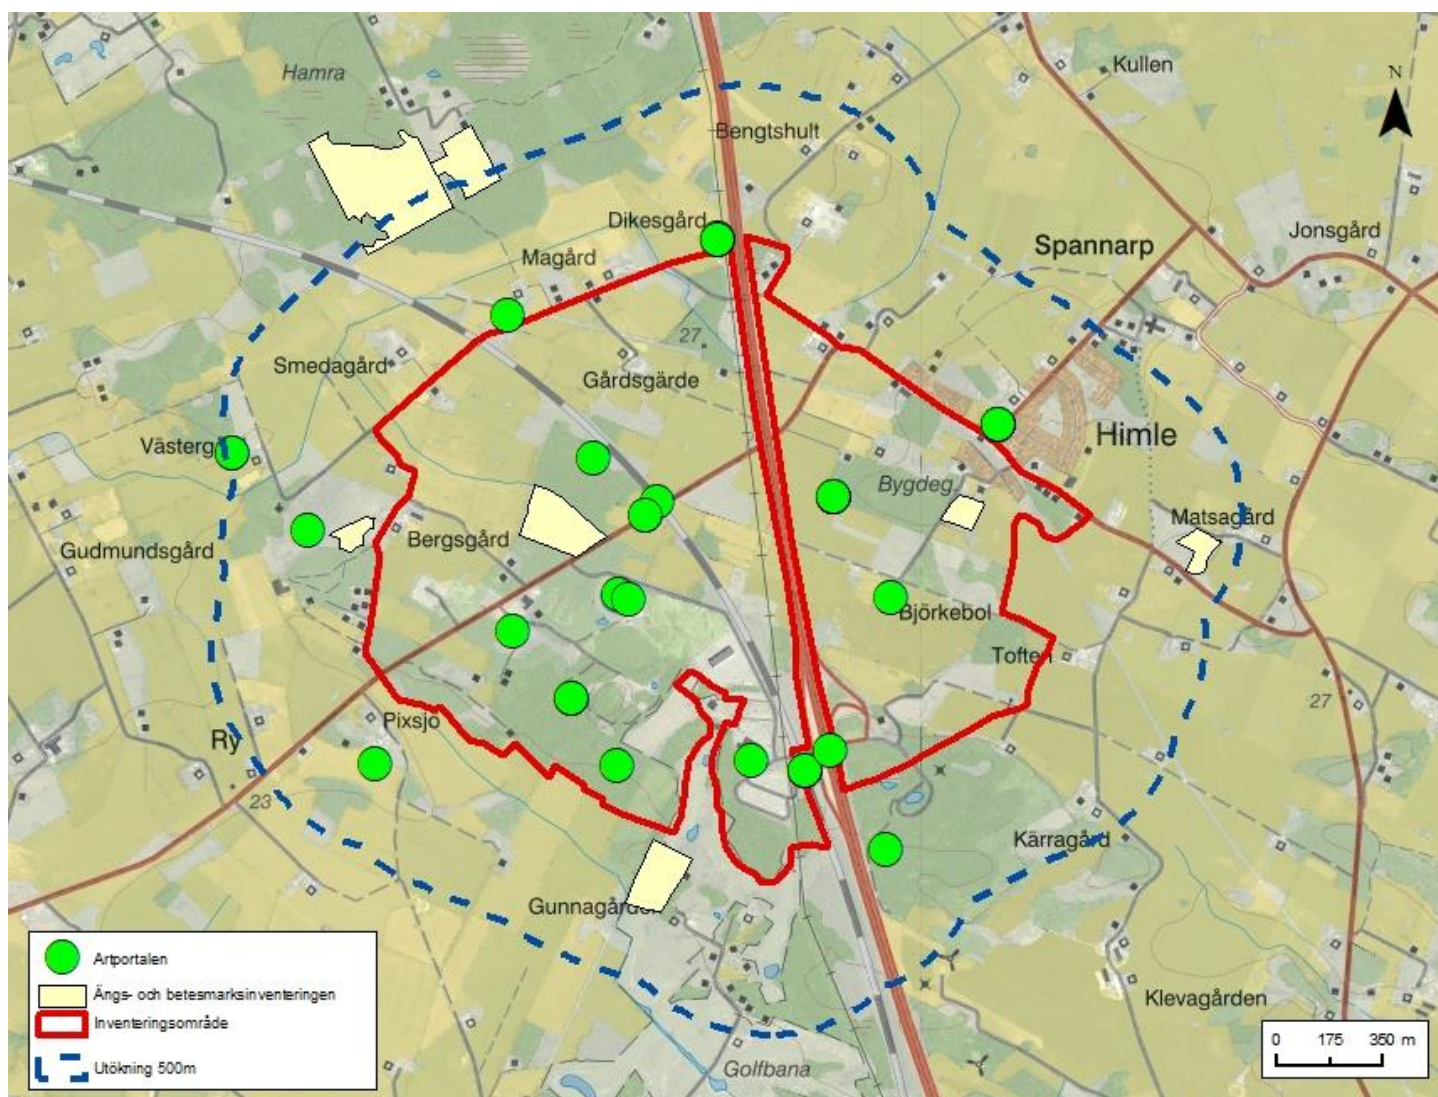 Hamra
Kullen
N
Bengtshult
Dikesgård
Jonsgård
Spannarp
Magård
27
Smedagård
Gårdsgärde
Västerg
Himle
Bygdeg
Matsagård
Bergsgård
Gudmundsgård
Björkebol
Toften
27
Pixsjö
Ry
23
Kärragård
Gunnagården
Klevagården
Golfbana
Artportalen
Ängs- och betesmarksinventeringen
Inventeringsområde
Utökning 500m
0 175 350 m